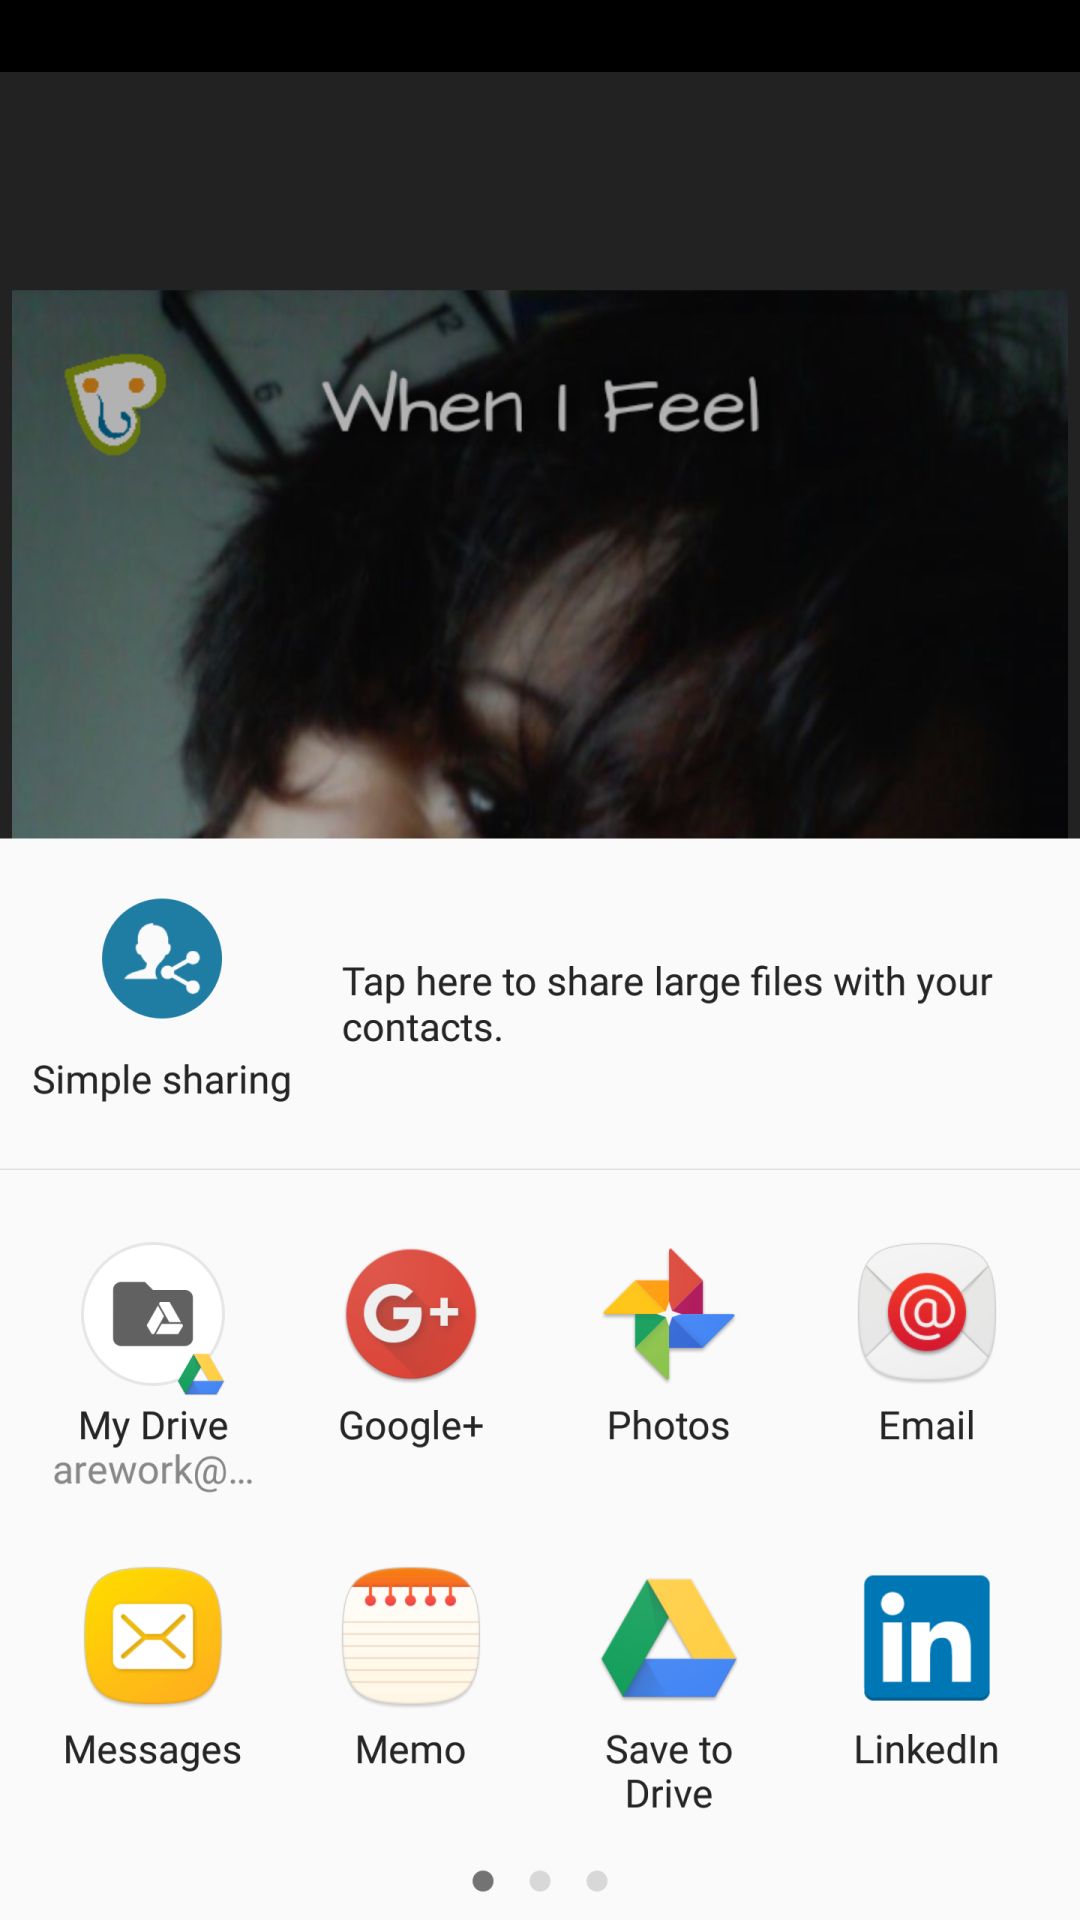 When I Feel
Tap here to share large files with your
contacts.
Simple sharing
My Drive
arework@...
Google+
Photos
Email
Messages
Memo
Save to
Drive
LinkedIn